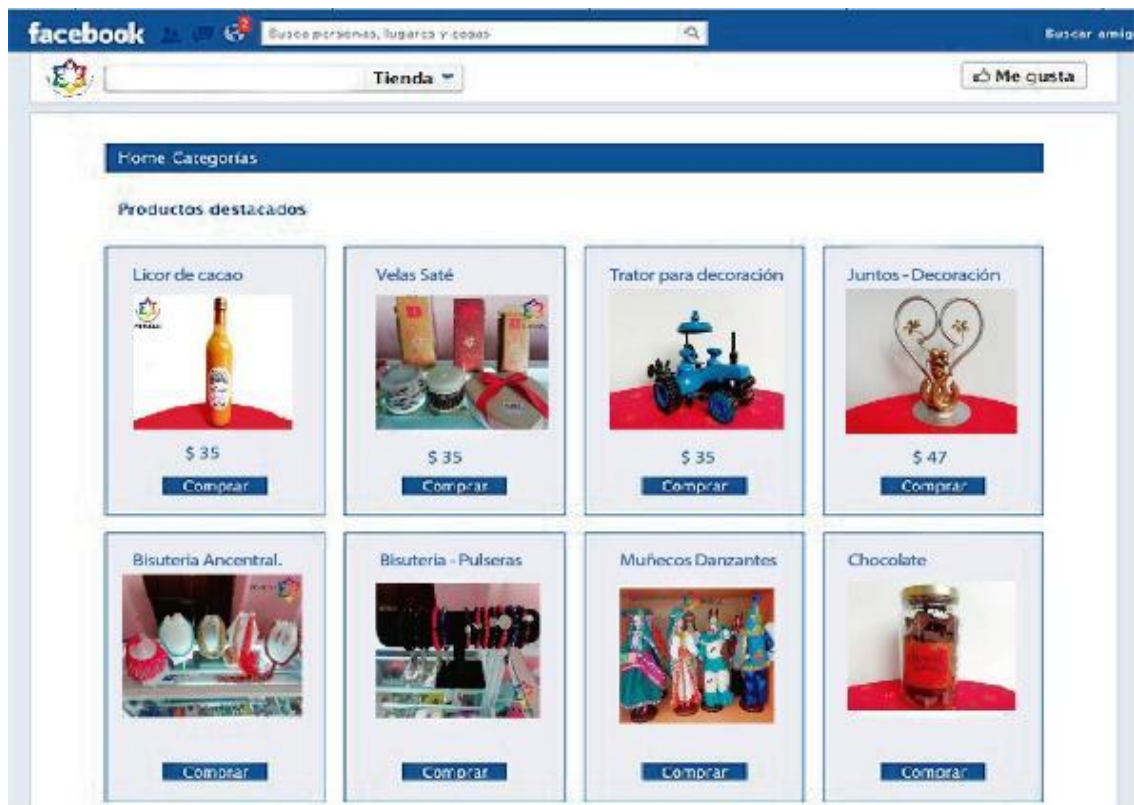 facebook
2
Busca personas, lugares y cosas
Buscar amig
Tienda
Me gusta
Home Categorías
Productos destacados
Licor de cacao
Velas Saté
Trator para decoración
Juntos - Decoración
$ 35
$ 35
$ 35
$ 47
Comprar
Comprar
Comprar
Comprar
Bisuteria Ancentral.
Bisuteria - Pulseras
Muñecos Danzantes
Chocolate
Comprar
Comprar
Comprar
Comprar